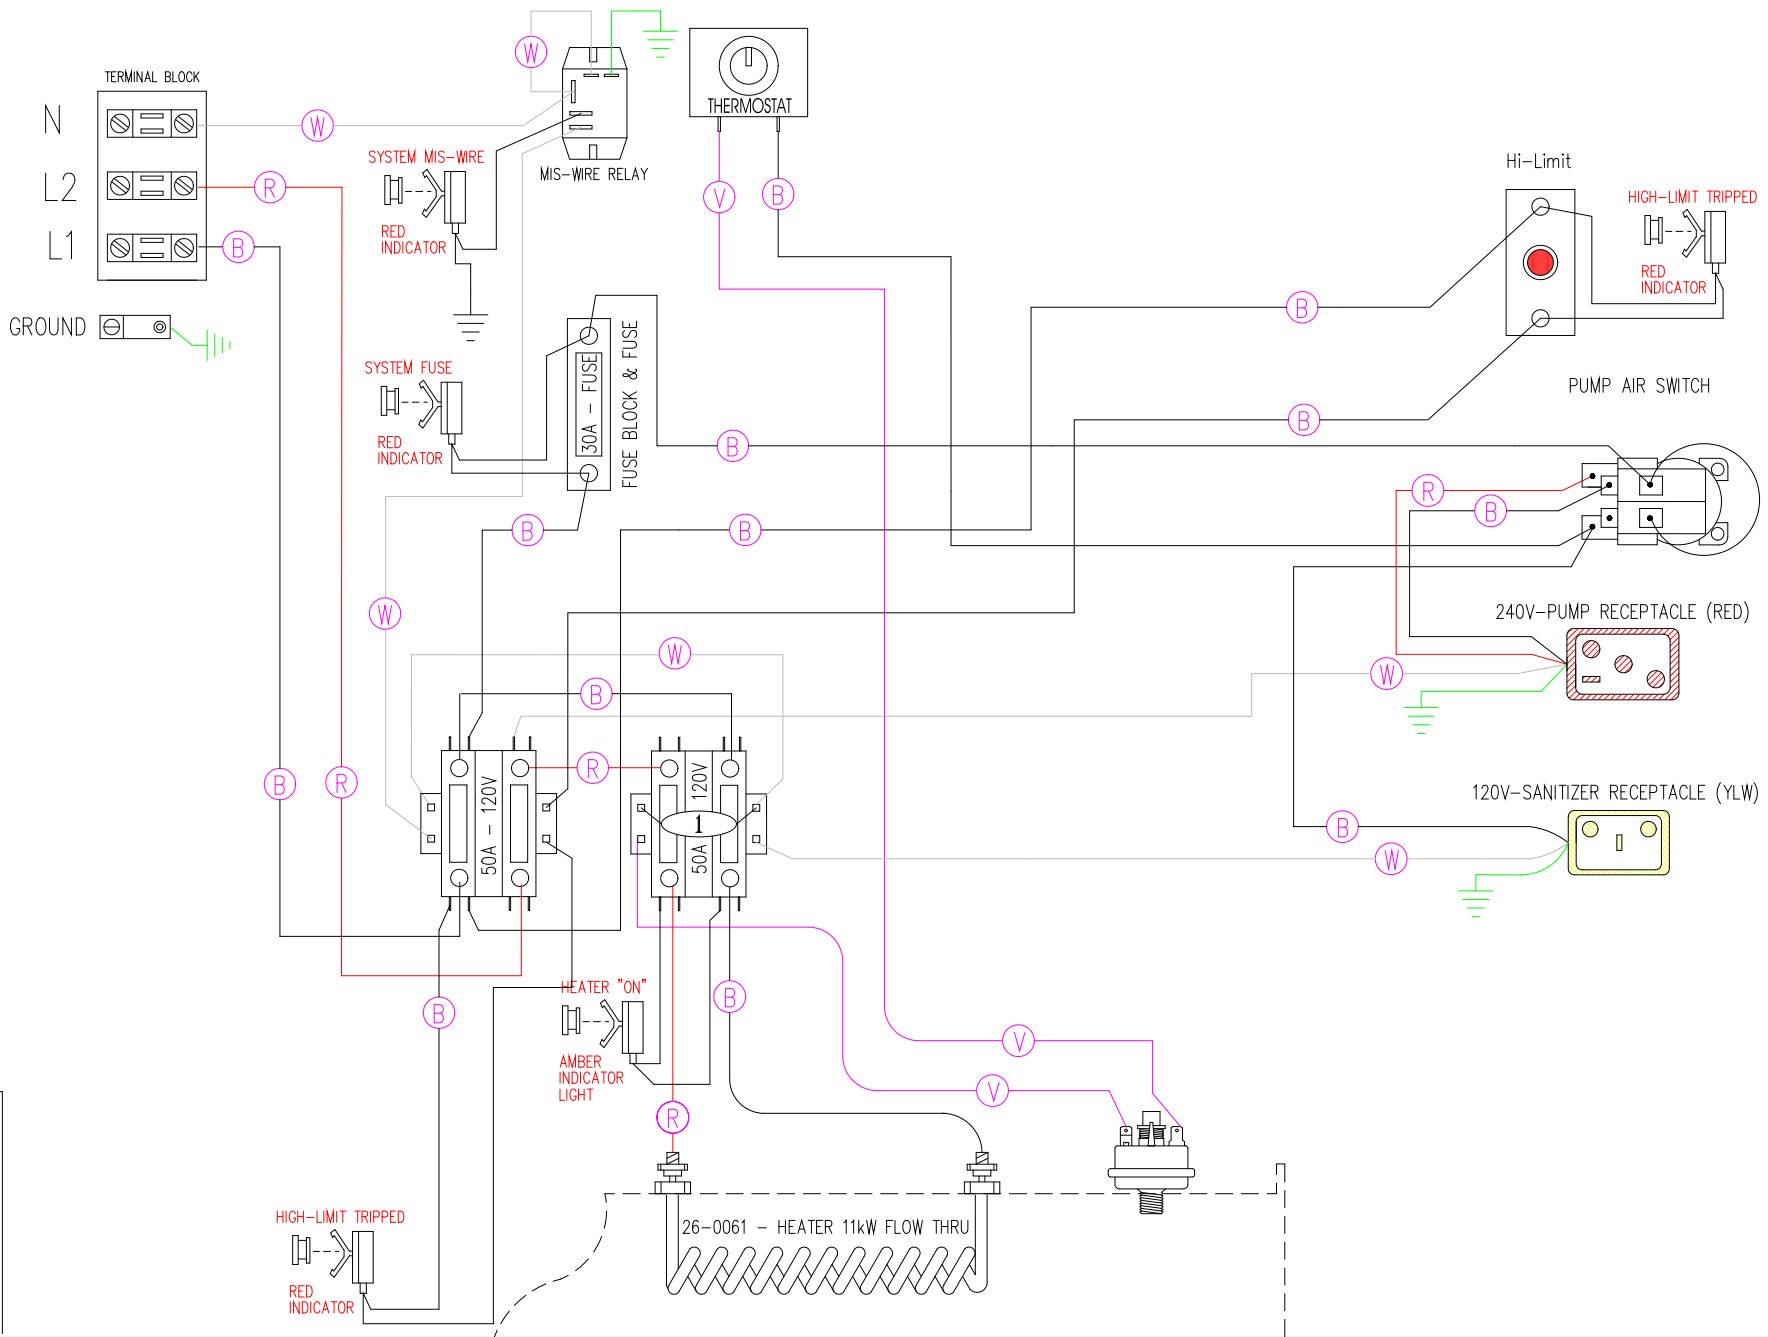 TERMINAL BLOCK
N
L2
L1
GROUND
W
R
B
W
SYSTEM MIS-WIRE
RED
INDICATOR
MIS-WIRE RELAY
THERMOSTAT
V
B
SYSTEM FUSE
RED
INDICATOR
30A - FUSE
FUSE BLOCK & FUSE
B
B
B
Hi-Limit
HIGH-LIMIT TRIPPED
RED
INDICATOR
B
B
PUMP AIR SWITCH
R
B
240V-PUMP RECEPTACLE (RED)
W
120V-SANITIZER RECEPTACLE (YLW)
B
W
W
W
B
R
B
R
50A - 120V
50A - 120V
1
B
HEATER "ON"
AMBER
INDICATOR
LIGHT
B
R
V
V
26-0061 - HEATER 11kW FLOW THRU
HIGH-LIMIT TRIPPED
RED
INDICATOR